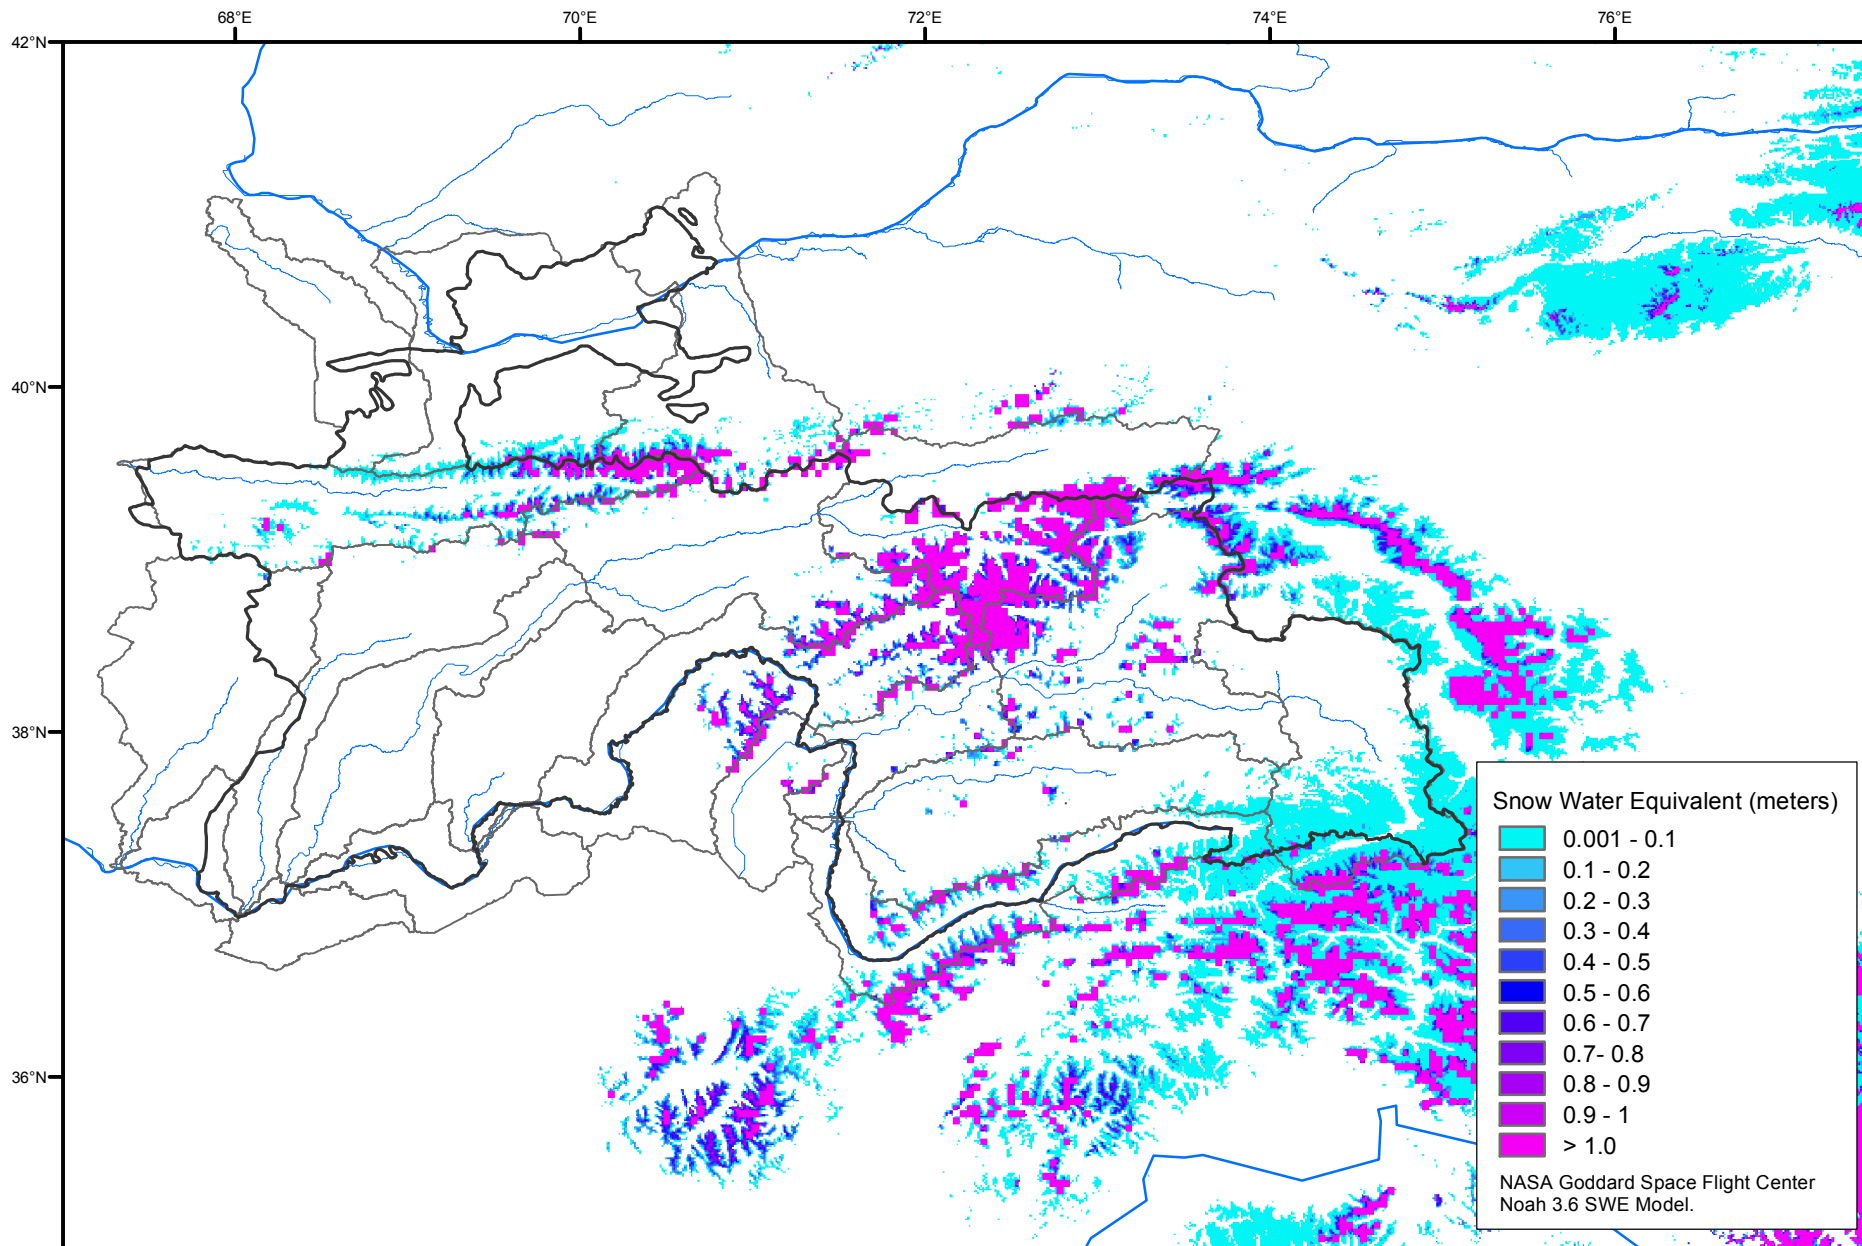 68°E 70°E 72°E 74°E 76°E
42°N
40°N
38°N
36°N
Snow Water Equivalent (meters)
0.001 - 0.1
0.1 - 0.2
0.2 - 0.3
0.3 - 0.4
0.4 - 0.5
0.5 - 0.6
0.6 - 0.7
0.7- 0.8
0.8 - 0.9
0.9 - 1
> 1.0
NASA Goddard Space Flight Center
Noah 3.6 SWE Model.